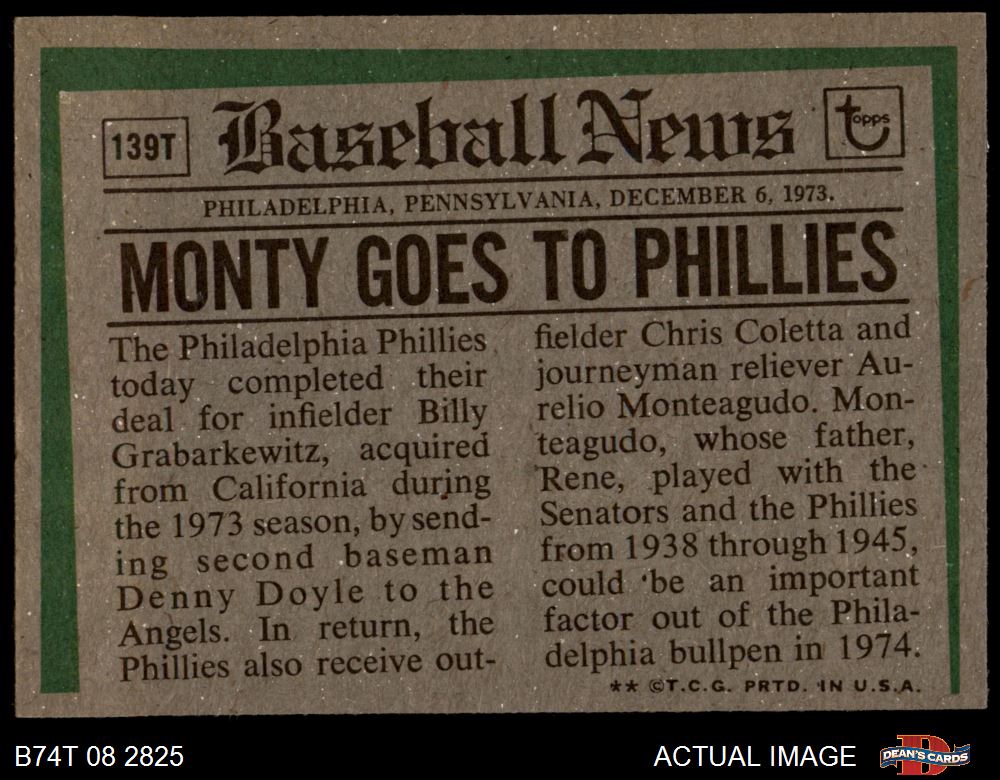 139T
Baseball News
topps
PHILADELPHIA, PENNSYLVANIA, DECEMBER 6, 1973.
MONTY GOES TO PHILLIES
The Philadelphia Phillies
today completed their
deal for infielder Billy
Grabarkewitz, acquired
from California during
the 1973 season, by send-
ing second baseman
Denny Doyle to the
Angels. In return, the
Phillies also receive out-
fielder Chris Coletta and
journeyman reliever Au-
relio Monteagudo. Mon-
teagudo, whose father,
Rene, played with the
Senators and the Phillies
from 1938 through 1945,
could be an important
factor out of the Phila-
delphia bullpen in 1974.
** ©T.C.G. PRTD. IN U.S.A.
B74T 08 2825
ACTUAL IMAGE
D
DEAN'S CARDS